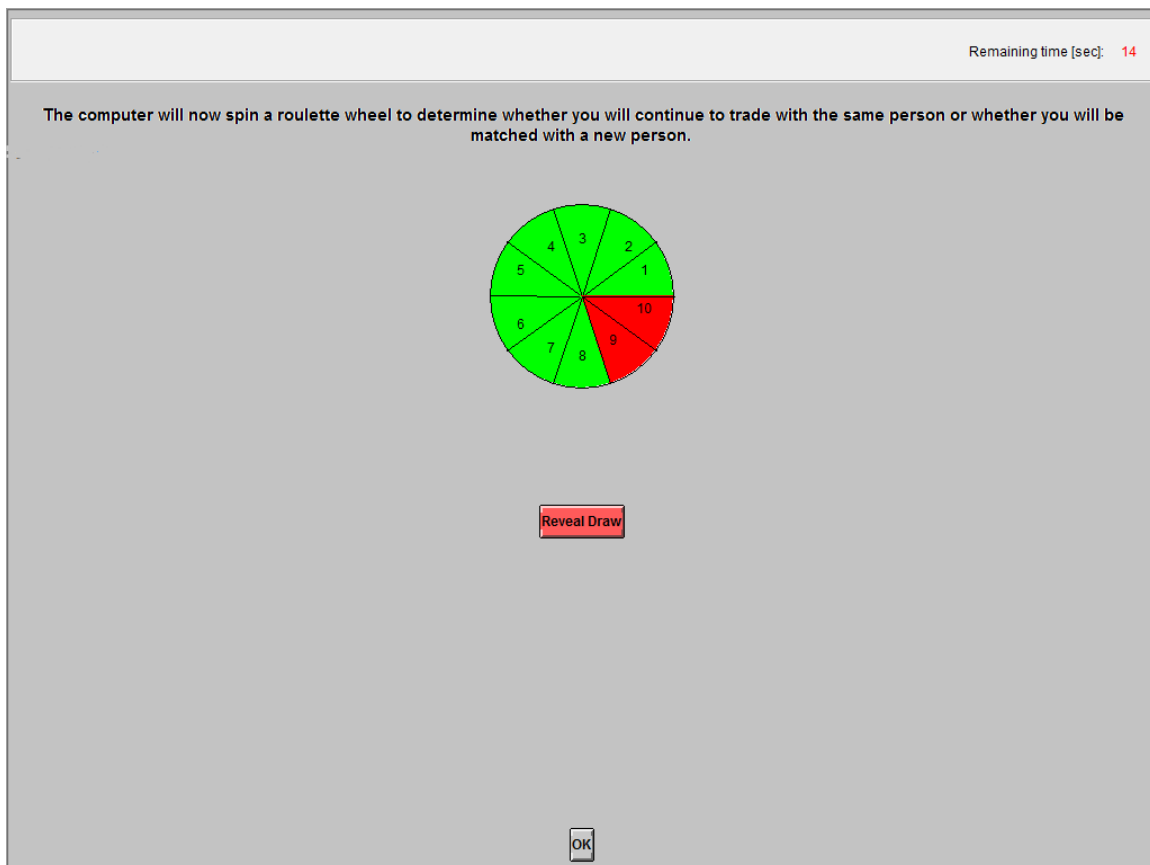 Remaining time [sec]: 14
The computer will now spin a roulette wheel to determine whether you will continue to trade with the same person or whether you will be
matched with a new person.
3
4
2
5
1
6
10
7
9
8
Reveal Draw
OK